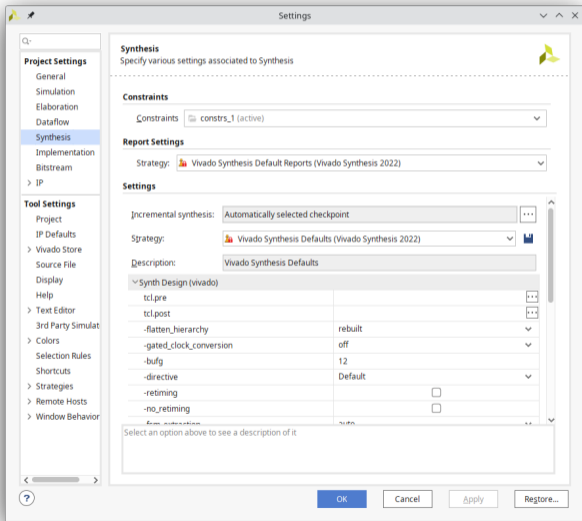 Settings
Q-
Project Settings
General
Simulation
Elaboration
Dataflow
Synthesis
Implementation
Bitstream
IP
Tool Settings
Project
IP Defaults
Vivado Store
Source File
Display
Help
Text Editor
3rd Party Simulat
Colors
Selection Rules
Shortcuts
Strategies
Remote Hosts
Window Behavior
Synthesis
Specify various settings associated to Synthesis
Constraints
Constraints constrs_1 (active)
Report Settings
Strategy: Vivado Synthesis Default Reports (Vivado Synthesis 2022)
Settings
Incremental synthesis: Automatically selected checkpoint ...
Strategy: Vivado Synthesis Defaults (Vivado Synthesis 2022)
Description: Vivado Synthesis Defaults
Synth Design (vivado)
tcl.pre ...
tcl.post ...
-flatten_hierarchy rebuilt
-gated_clock_conversion off
-bufg 12
-directive Default
-retiming
-no_retiming
-fsm_extraction auto
Select an option above to see a description of it
? OK Cancel Apply Restore...